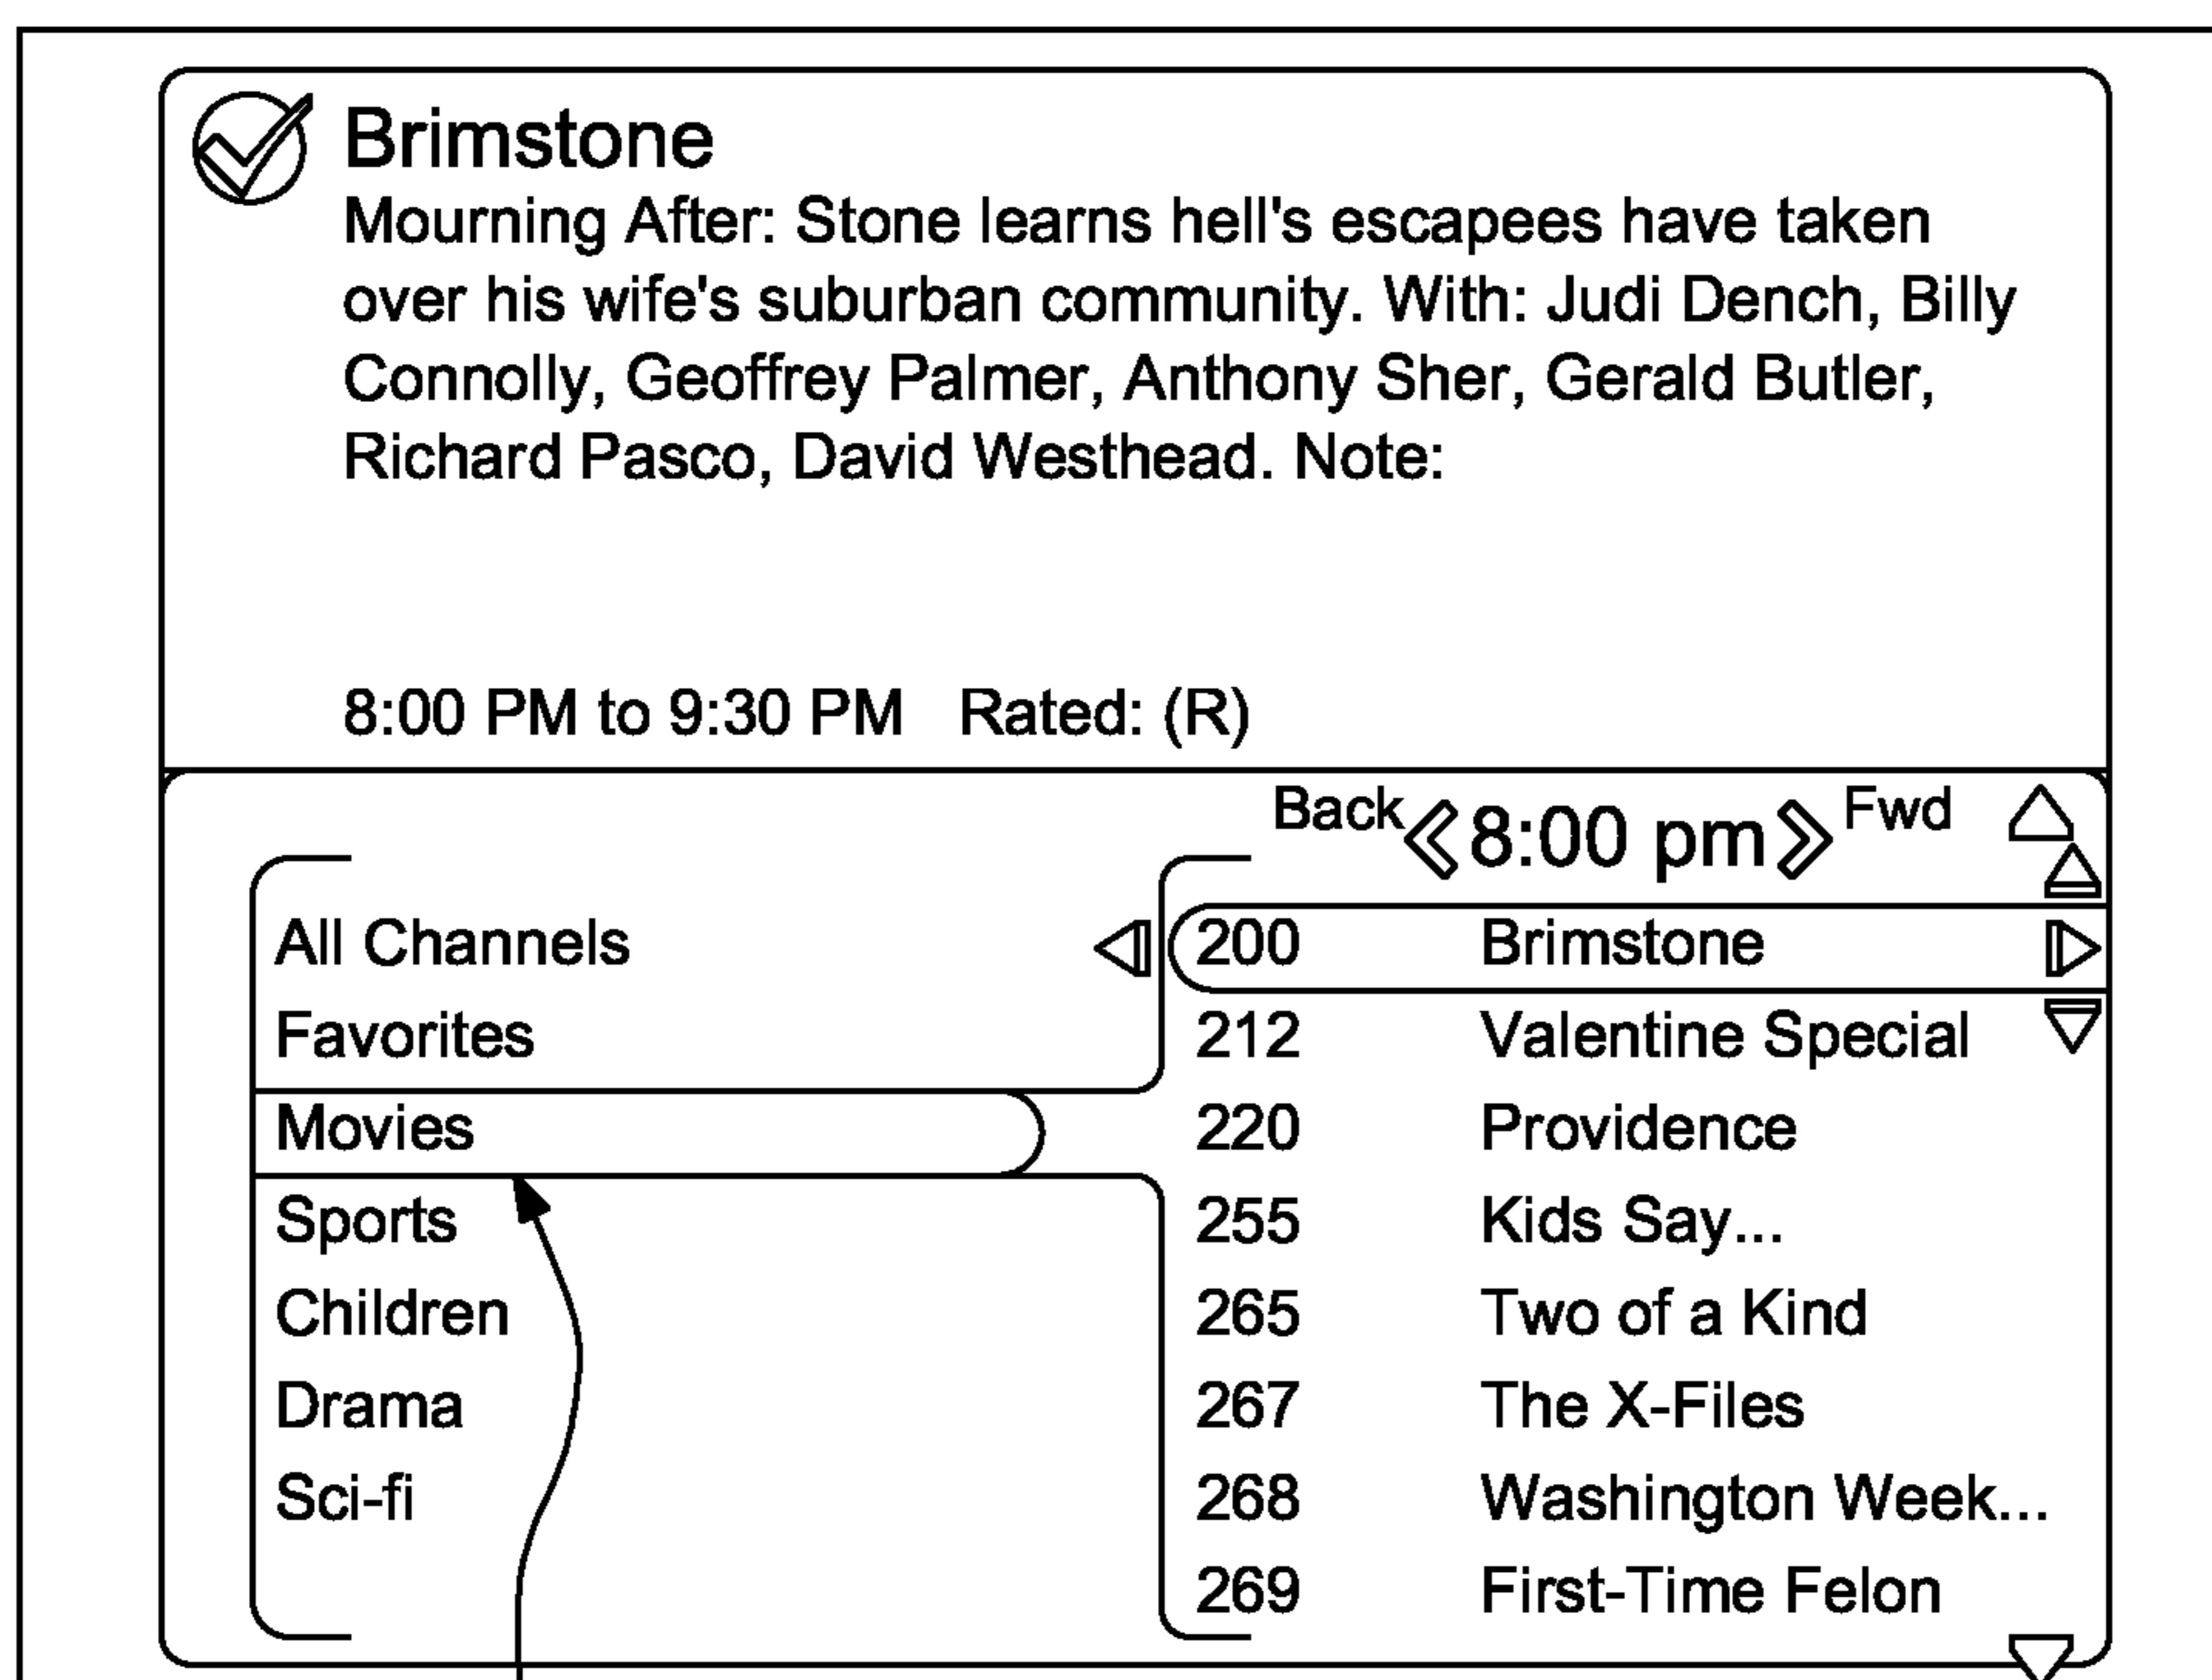 Brimstone
Mourning After: Stone learns hell's escapees have taken
over his wife's suburban community. With: Judi Dench, Billy
Connolly, Geoffrey Palmer, Anthony Sher, Gerald Butler,
Richard Pasco, David Westhead. Note:
8:00 PM to 9:30 PM Rated: (R)
Back 8:00 pm Fwd
All Channels
Favorites
Movies
Sports
Children
Drama
Sci-fi
200 Brimstone
212 Valentine Special
220 Providence
255 Kids Say...
265 Two of a Kind
267 The X-Files
268 Washington Week...
269 First-Time Felon